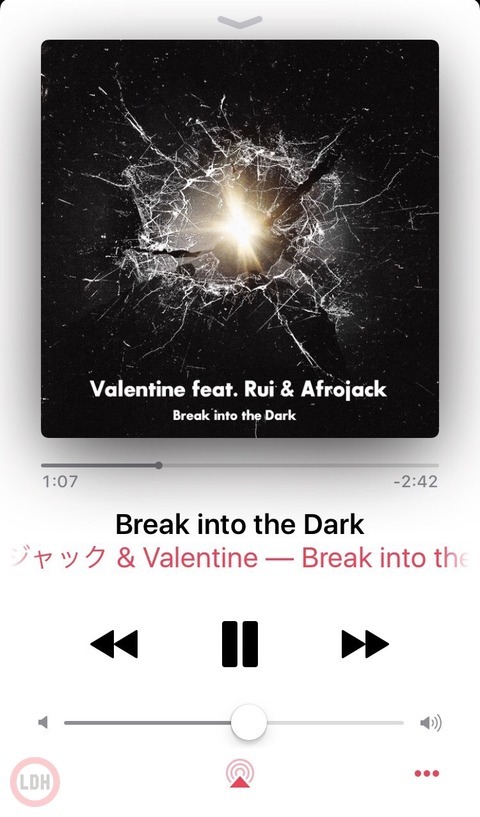 Valentine feat. Rui & Afrojack
Break into the Dark
1:07 -2:42
Break into the Dark
ジャック & Valentine — Break into the
LDH